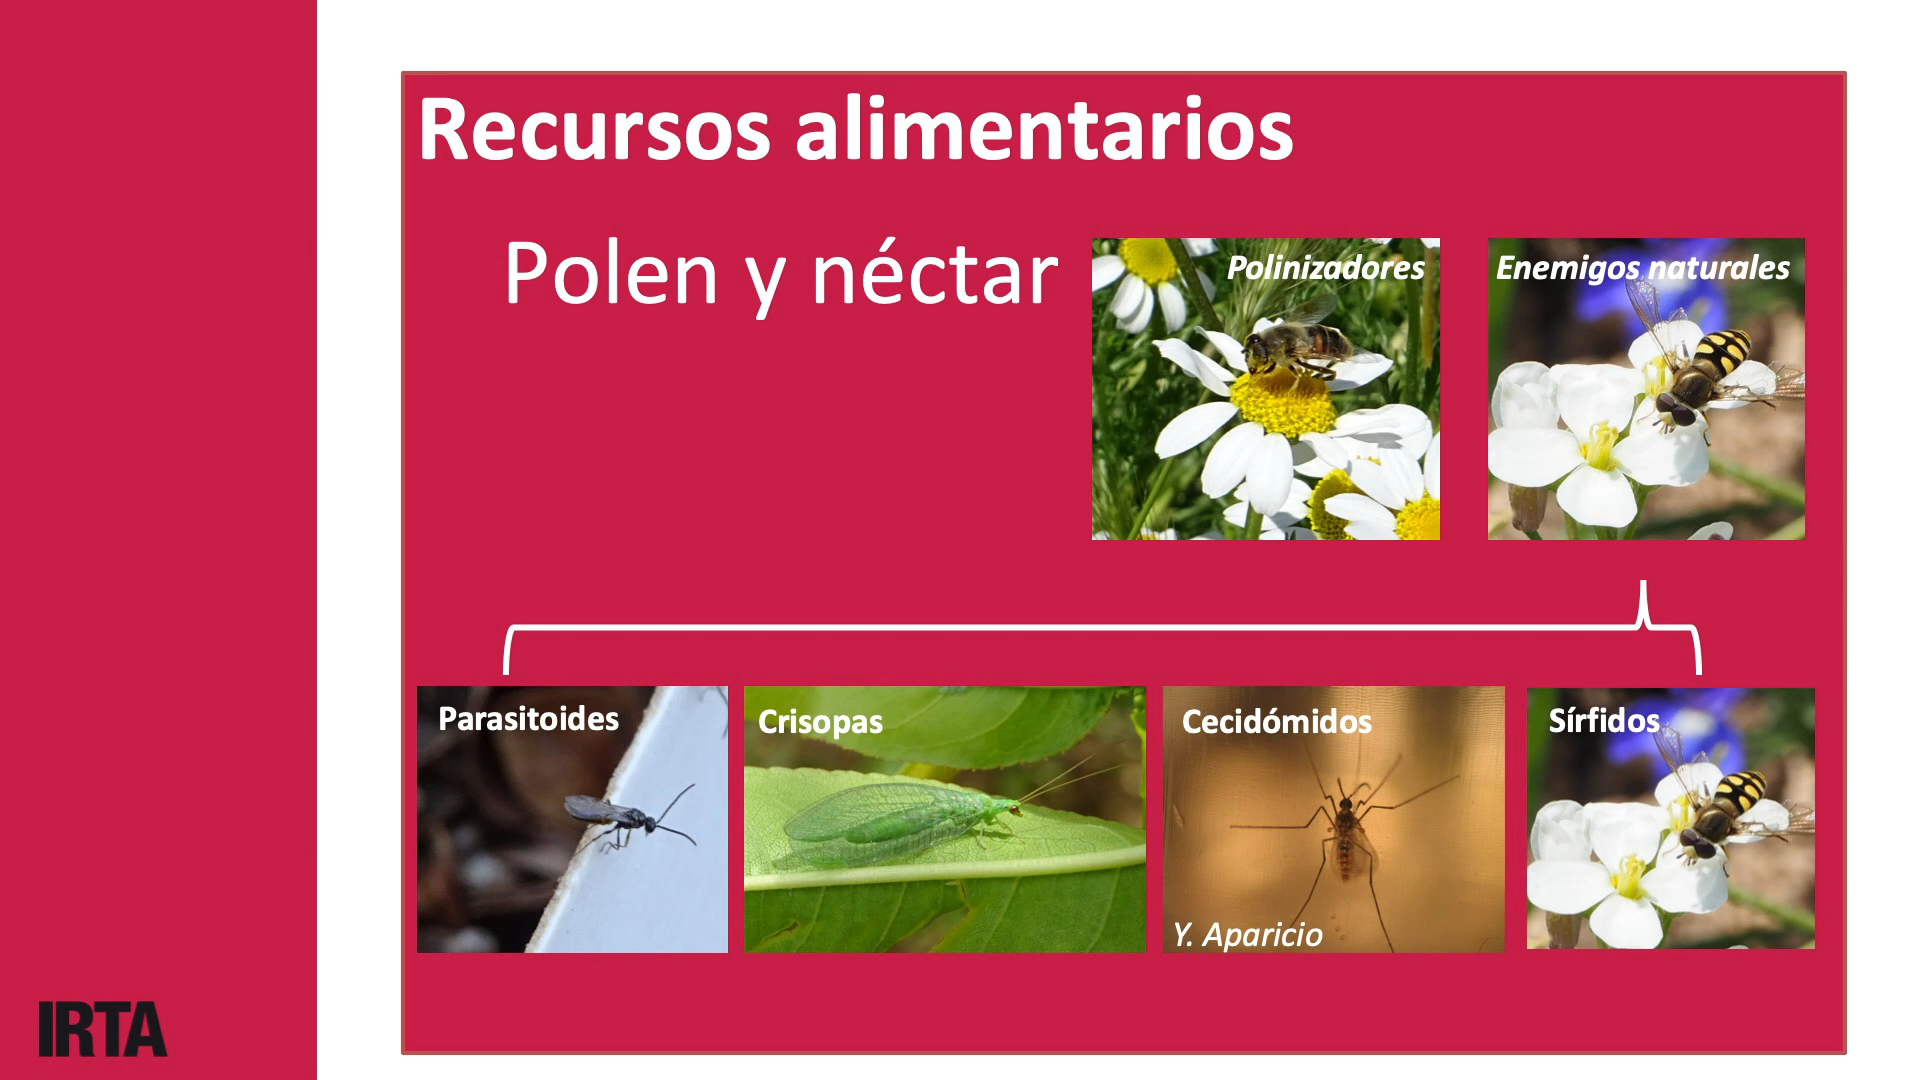 Recursos alimentarios
Polen y néctar
Polinizadores
Enemigos naturales
Parasitoides
Crisopas
Cecidómidos
Sírfidos
Y. Aparicio
IRTA